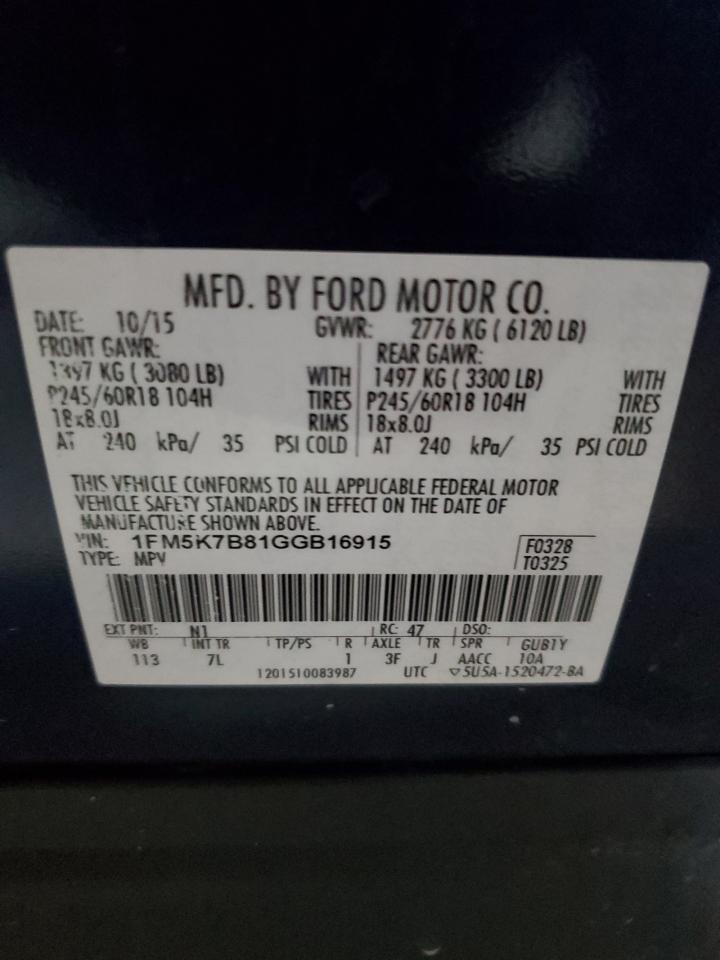 MFD. BY FORD MOTOR CO.
DATE: 10/15 GVWR: 2776 KG ( 6120 LB)
FRONT GAWR: REAR GAWR:
1397 KG ( 3080 LB) WITH 1497 KG ( 3300 LB) WITH
P245/60R18 104H TIRES P245/60R18 104H TIRES
18x8.0J RIMS 18x8.0J RIMS
AT 240 kPa/ 35 PSI COLD AT 240 kPa/ 35 PSI COLD
THIS VEHICLE CONFORMS TO ALL APPLICABLE FEDERAL MOTOR
VEHICLE SAFETY STANDARDS IN EFFECT ON THE DATE OF
MANUFACTURE SHOWN ABOVE.
VIN: 1FM5K7B81GGB16915 F0328
TYPE: MPV T0325
EXT PNT: N1 RC: 47 DSO:
WB INT TR TP/PS R AXLE TR SPR GUB1Y
113 7L 1 3F J AACC 10A
1201510083987 UTC ▽5U5A-1520472-BA